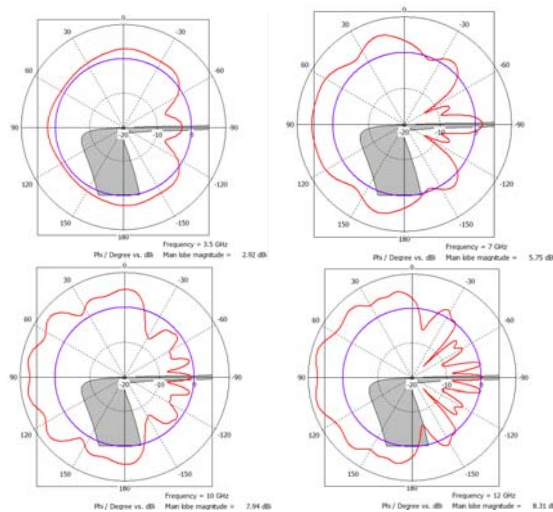 0
30 -30
60 -60
90 -20 -10 0 -90
120 -120
150 -150
180
Frequency = 3.5 GHz
Phi / Degree vs. dBi Main lobe magnitude = 2.92 dBi
0
30 -30
60 -60
90 -20 -10 0 -90
120 -120
150 -150
180
Frequency = 7 GHz
Phi / Degree vs. dBi Main lobe magnitude = 5.75 dBi
0
30 -30
60 -60
90 -20 -10 0 -90
120 -120
150 -150
180
Frequency = 10 GHz
Phi / Degree vs. dBi Main lobe magnitude = 7.94 dBi
0
30 -30
60 -60
90 -20 -10 0 -90
120 -120
150 -150
180
Frequency = 12 GHz
Phi / Degree vs. dBi Main lobe magnitude = 8.31 dBi